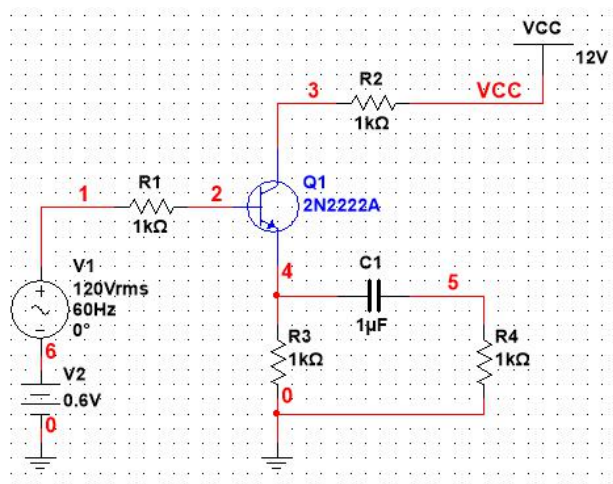 VCC
12V
R2
3
VCC
1kΩ
R1
1
2
1kΩ
Q1
2N2222A
V1
120Vrms
60Hz
0°
4
C1
5
1µF
R3
1kΩ
R4
1kΩ
6
V2
0.6V
0
0